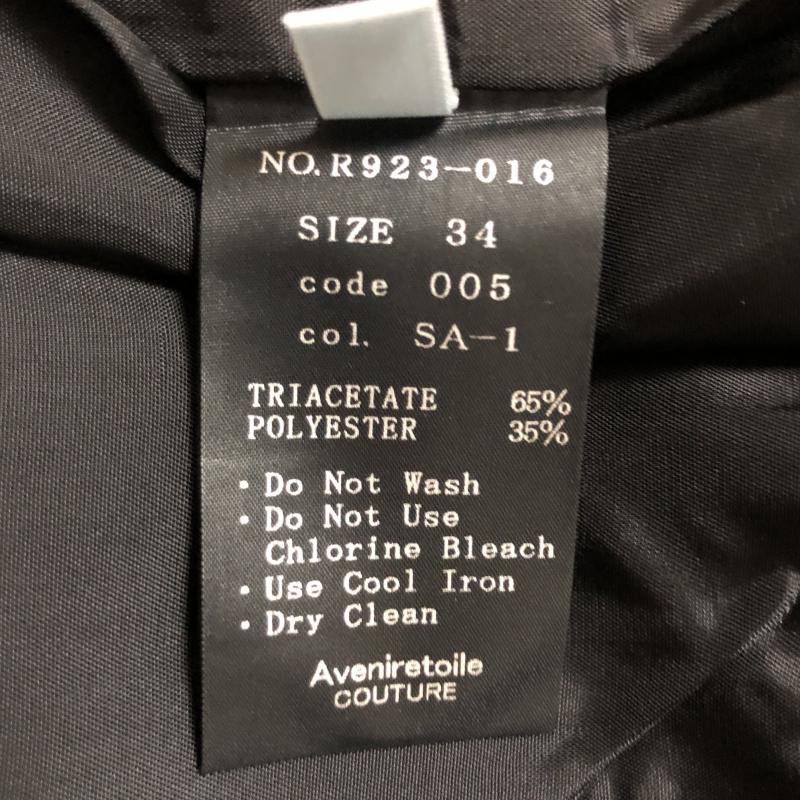 NO.R923-016
SIZE 34
code 005
col. SA-1
TRIACETATE 65%
POLYESTER 35%
・Do Not Wash
・Do Not Use
Chlorine Bleach
・Use Cool Iron
・Dry Clean
Aveniretoile
COUTURE